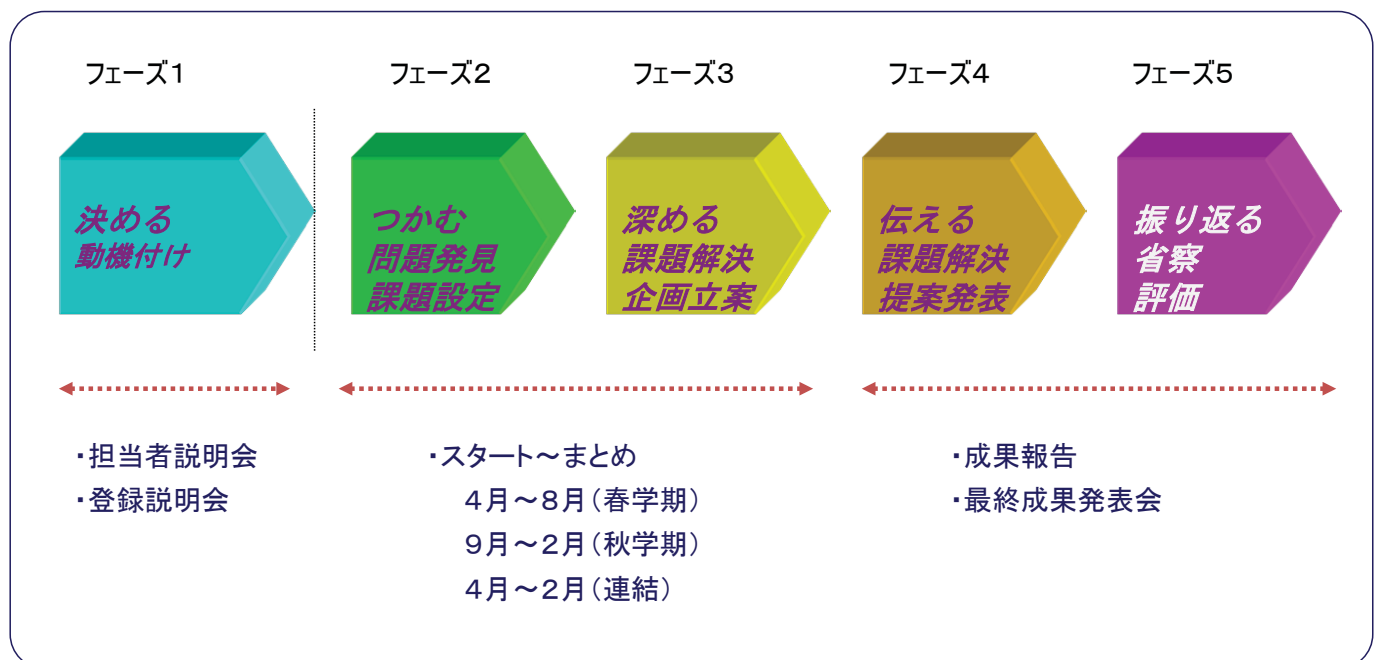 フェーズ1
フェーズ2
フェーズ3
フェーズ4
フェーズ5
決める
動機付け
つかむ
問題発見
課題設定
深める
課題解決
企画立案
伝える
課題解決
提案発表
振り返る
省察
評価
・担当者説明会
・登録説明会
・スタート～まとめ
4月～8月(春学期)
9月～2月(秋学期)
4月～2月(連結)
・成果報告
・最終成果発表会